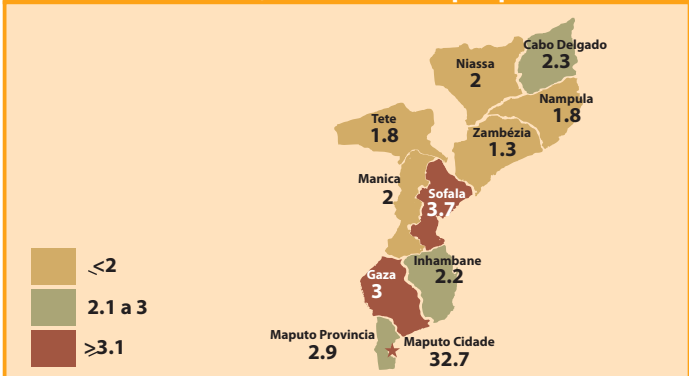 Cabo Delgado
2.3
Niassa
2
Nampula
1.8
Tete
1.8
Zambézia
1.3
Manica
2
Sofala
3.7
Inhambane
2.2
Gaza
3
Maputo Provincia
2.9
Maputo Cidade
32.7
⩽2
2.1 a 3
⩾3.1